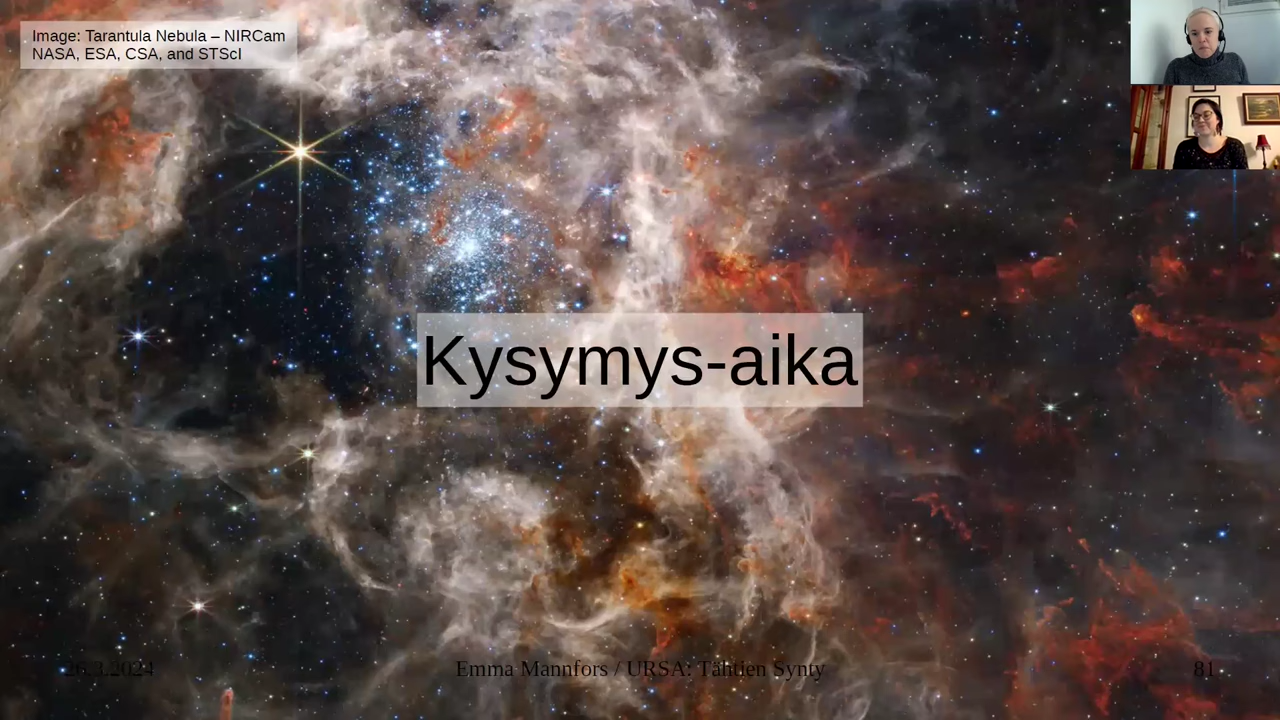 Image: Tarantula Nebula – NIRCam
NASA, ESA, CSA, and STScI
Kysymys-aika
26.3.2024
Emma Mannfors / URSA: Tähtien Synty
81